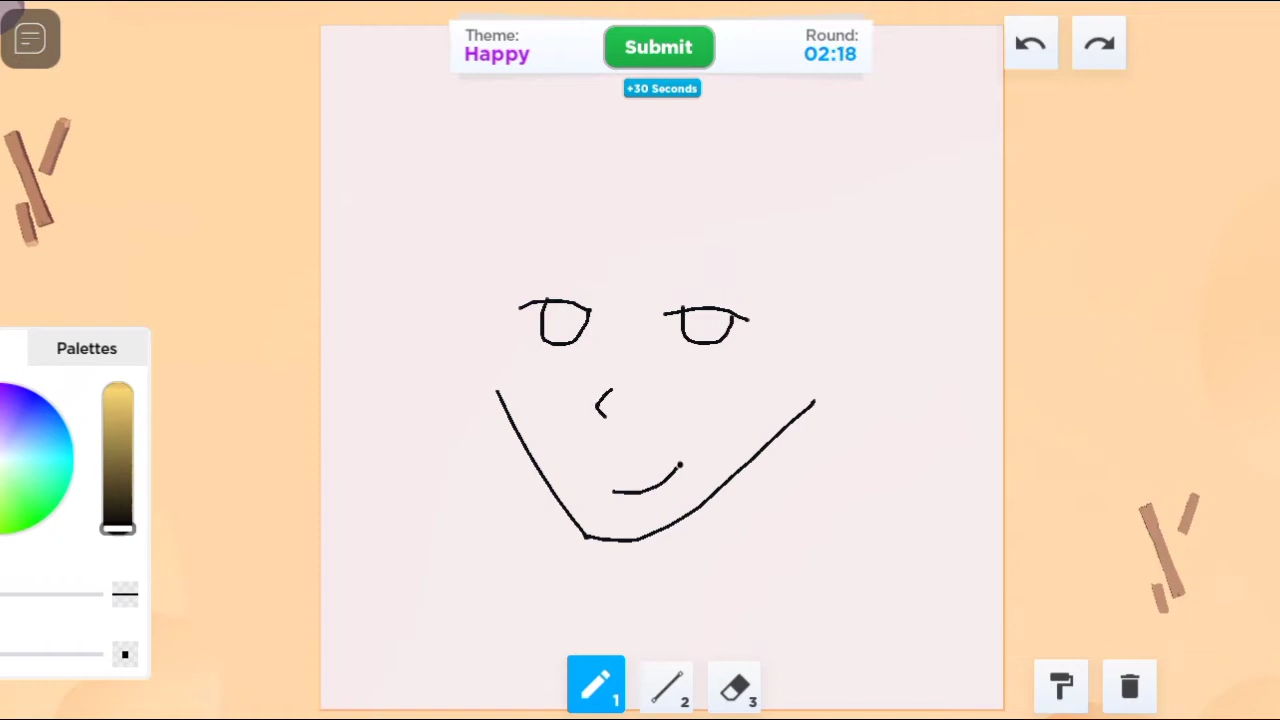 Theme:
Happy
Submit
Round:
02:18
+30 Seconds
Palettes
1
2
3